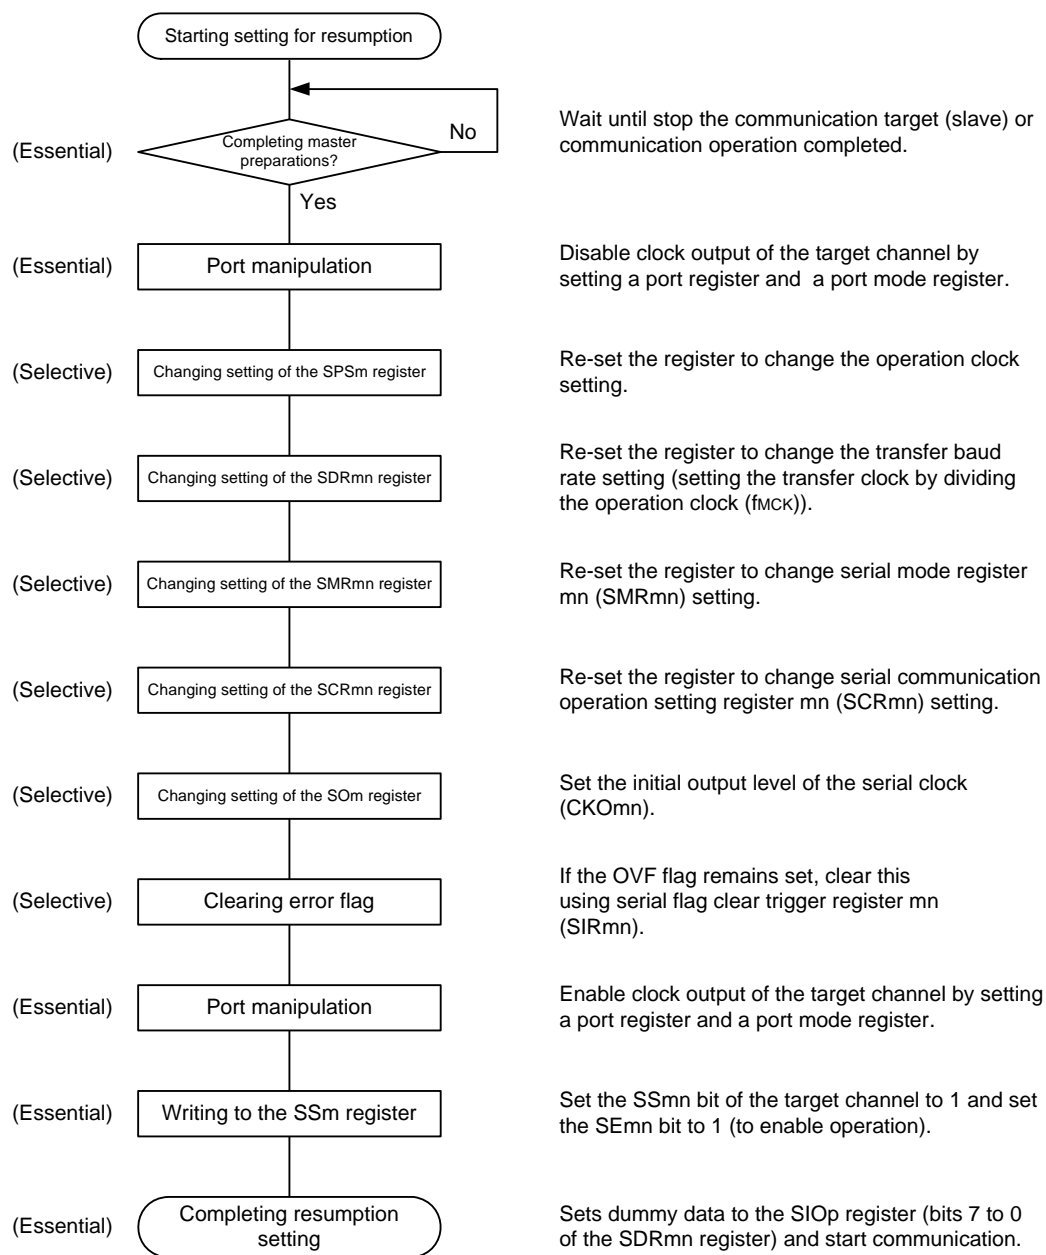 Starting setting for resumption
(Essential)
Completing master
preparations?
No
Yes
Wait until stop the communication target (slave) or
communication operation completed.
(Essential)
Port manipulation
Disable clock output of the target channel by
setting a port register and  a port mode register.
(Selective)
Changing setting of the SPSm register
Re-set the register to change the operation clock
setting.
(Selective)
Changing setting of the SDRmn register
Re-set the register to change the transfer baud
rate setting (setting the transfer clock by dividing
the operation clock (fMCK)).
(Selective)
Changing setting of the SMRmn register
Re-set the register to change serial mode register
mn (SMRmn) setting.
(Selective)
Changing setting of the SCRmn register
Re-set the register to change serial communication
operation setting register mn (SCRmn) setting.
(Selective)
Changing setting of the SOm register
Set the initial output level of the serial clock
(CKOmn).
(Selective)
Clearing error flag
If the OVF flag remains set, clear this
using serial flag clear trigger register mn
(SIRmn).
(Essential)
Port manipulation
Enable clock output of the target channel by setting
a port register and a port mode register.
(Essential)
Writing to the SSm register
Set the SSmn bit of the target channel to 1 and set
the SEmn bit to 1 (to enable operation).
(Essential)
Completing resumption
setting
Sets dummy data to the SIOp register (bits 7 to 0
of the SDRmn register) and start communication.